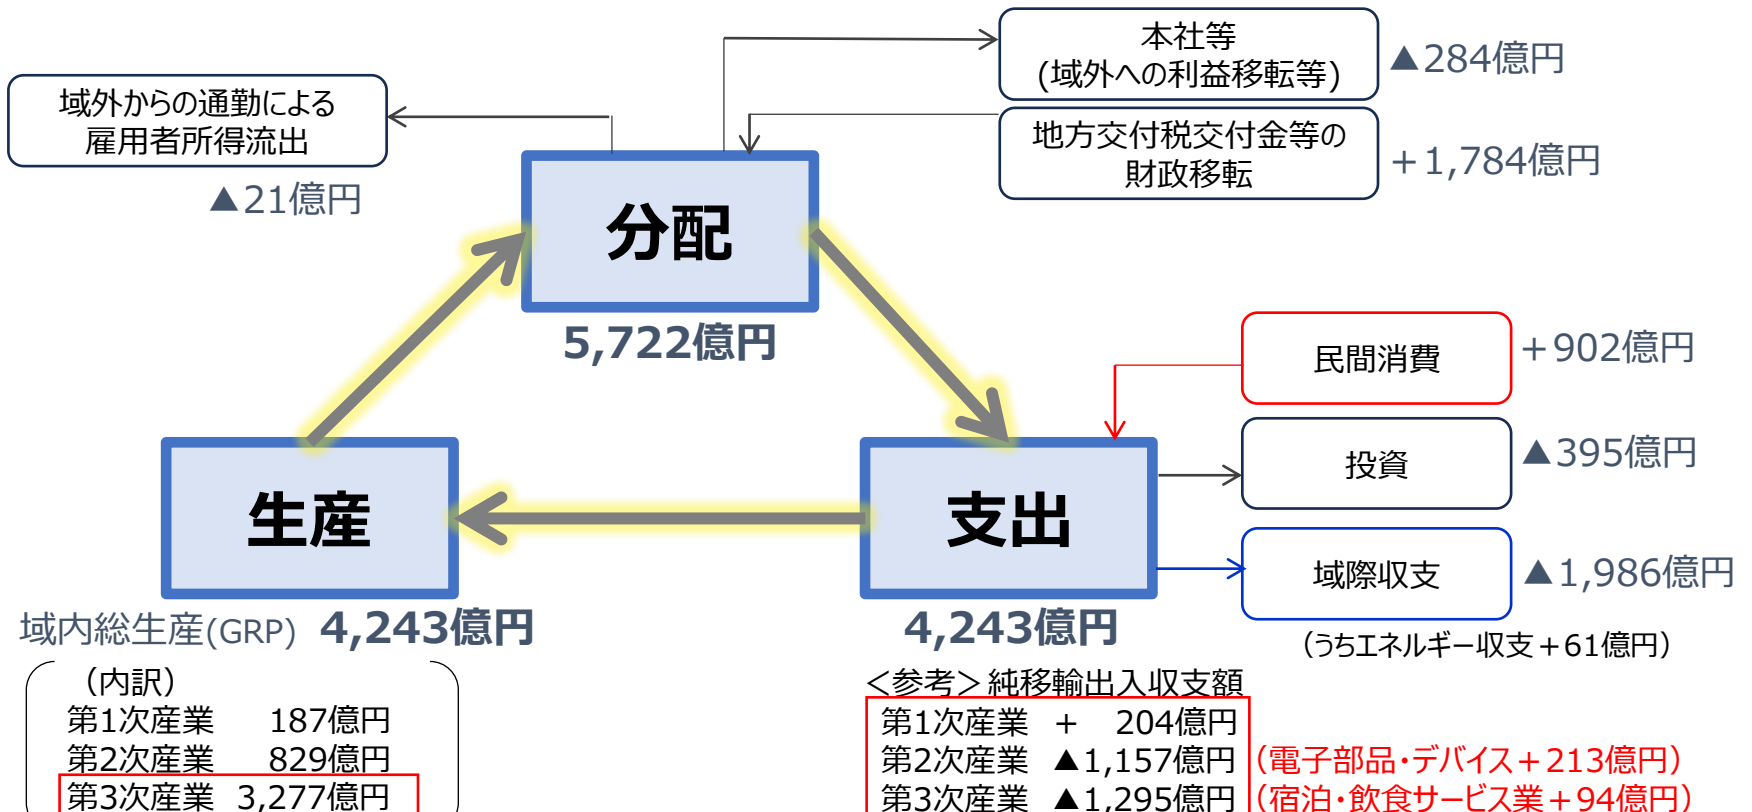 本社等
(域外への利益移転等)
▲284億円
域外からの通勤による
雇用者所得流出
▲21億円
地方交付税交付金等の
財政移転
+1,784億円
分配
5,722億円
民間消費
+902億円
投資
▲395億円
域際収支
▲1,986億円
(うちエネルギー収支+61億円)
生産
域内総生産(GRP) 4,243億円
(内訳)
第1次産業 187億円
第2次産業 829億円
第3次産業 3,277億円
支出
4,243億円
<参考>純移輸出入収支額
第1次産業 + 204億円
第2次産業 ▲1,157億円 (電子部品・デバイス+213億円)
第3次産業 ▲1,295億円 (宿泊・飲食サービス業+94億円)